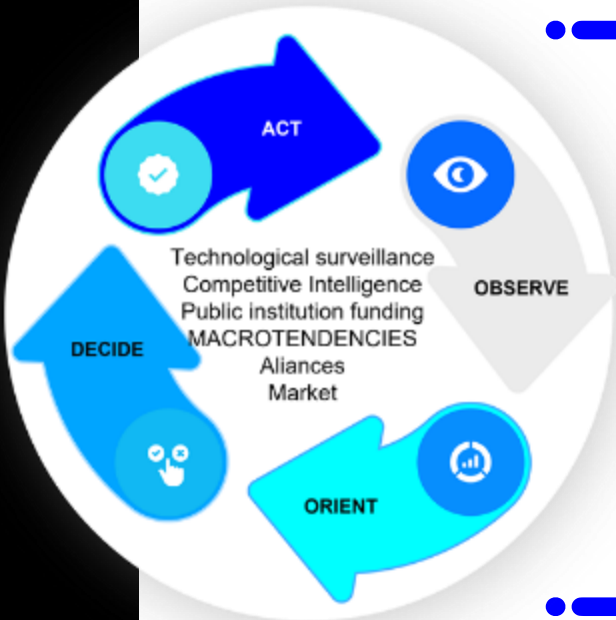 ACT
OBSERVE
Technological surveillance
Competitive Intelligence
Public institution funding
MACROTENDENCIES
Aliances
Market
DECIDE
ORIENT